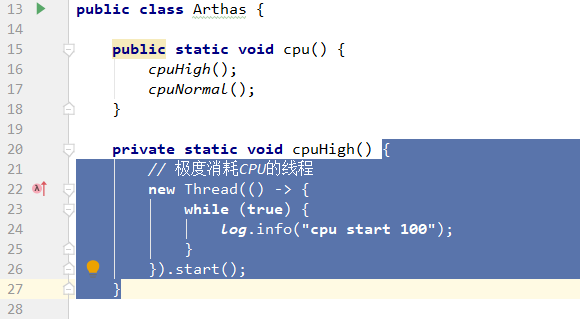 13 public class Arthas {
14
15 public static void cpu() {
16 cpuHigh();
17 cpuNormal();
18 }
19
20 private static void cpuHigh() {
21 // 极度消耗CPU的线程
22 new Thread(() -> {
23 while (true) {
24 log.info("cpu start 100");
25 }
26 }).start();
27 }
28